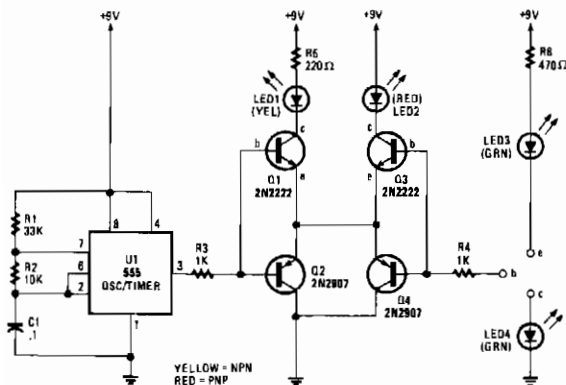 +9V
+9V
+9V
+9V
R5
220Ω
R6
470Ω
LED1
(YEL)
(RED)
LED2
LED3
(GRN)
c
c
b
b
e
e
Q1
2N2222
Q3
2N2222
R1
33K
8
4
7
R2
10K
6
2
U1
555
OSC/TIMER
3
R3
1K
Q2
2N2907
Q4
2N2907
R4
1K
e
b
c
C1
.1
1
LED4
(GRN)
YELLOW = NPN
RED = PNP